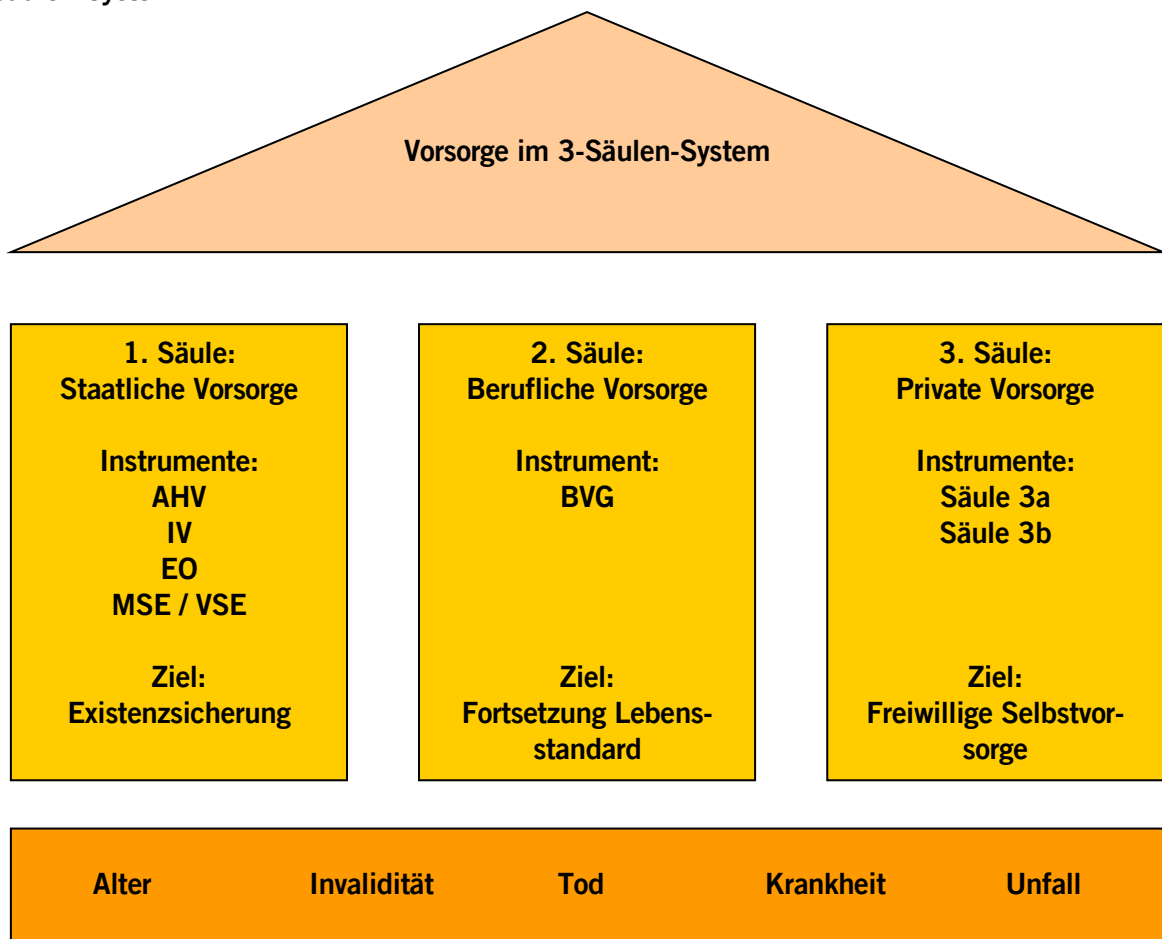 Vorsorge im 3-Säulen-System
1. Säule:
Staatliche Vorsorge
Instrumente:
AHV
IV
EO
MSE / VSE
Ziel:
Existenzsicherung
2. Säule:
Berufliche Vorsorge
Instrument:
BVG
Ziel:
Fortsetzung Lebens-
standard
3. Säule:
Private Vorsorge
Instrumente:
Säule 3a
Säule 3b
Ziel:
Freiwillige Selbstvor-
sorge
Alter Invalidität Tod Krankheit Unfall